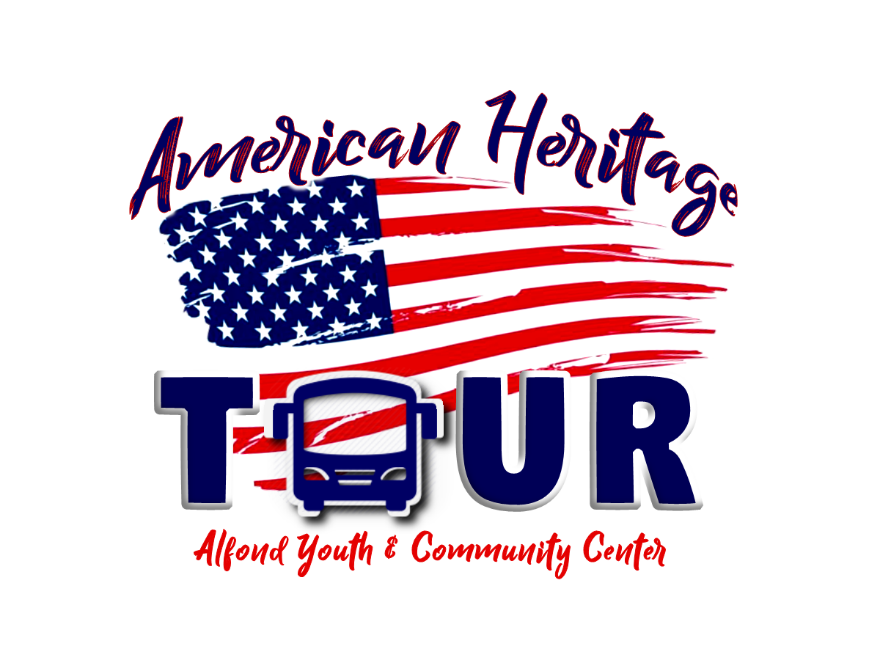 American Heritage
TOUR
Alfond Youth & Community Center